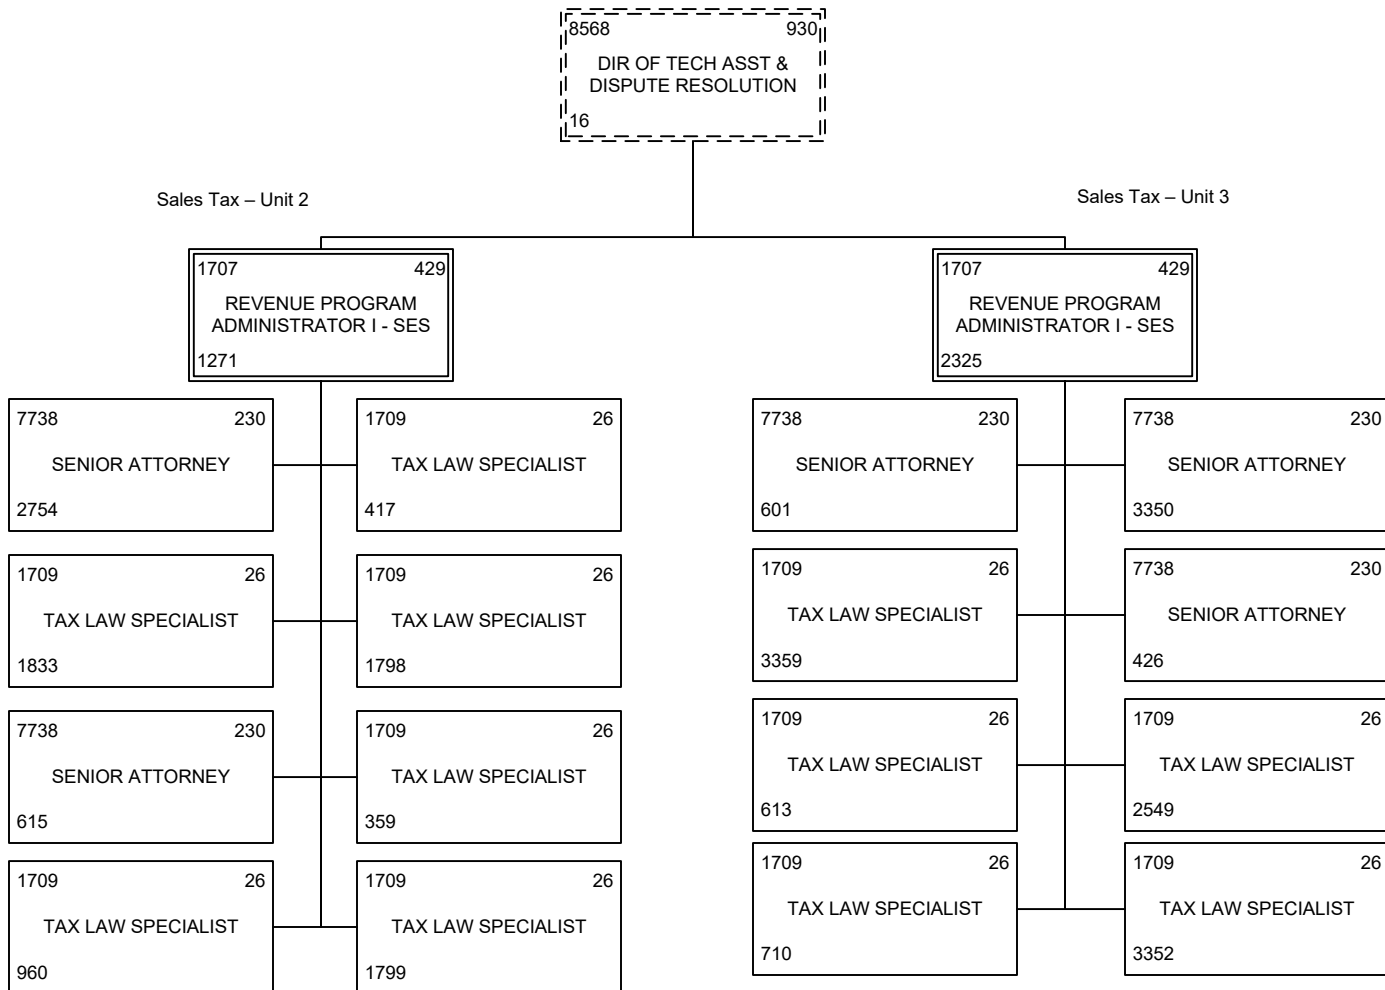 8568 930
DIR OF TECH ASST &
DISPUTE RESOLUTION
16
Sales Tax – Unit 2
Sales Tax – Unit 3
1707 429
REVENUE PROGRAM
ADMINISTRATOR I - SES
1271
1707 429
REVENUE PROGRAM
ADMINISTRATOR I - SES
2325
7738 230
SENIOR ATTORNEY
2754
1709 26
TAX LAW SPECIALIST
417
1709 26
TAX LAW SPECIALIST
1833
1709 26
TAX LAW SPECIALIST
1798
7738 230
SENIOR ATTORNEY
615
1709 26
TAX LAW SPECIALIST
359
1709 26
TAX LAW SPECIALIST
960
1709 26
TAX LAW SPECIALIST
1799
7738 230
SENIOR ATTORNEY
601
7738 230
SENIOR ATTORNEY
3350
1709 26
TAX LAW SPECIALIST
3359
7738 230
SENIOR ATTORNEY
426
1709 26
TAX LAW SPECIALIST
613
1709 26
TAX LAW SPECIALIST
2549
1709 26
TAX LAW SPECIALIST
710
1709 26
TAX LAW SPECIALIST
3352